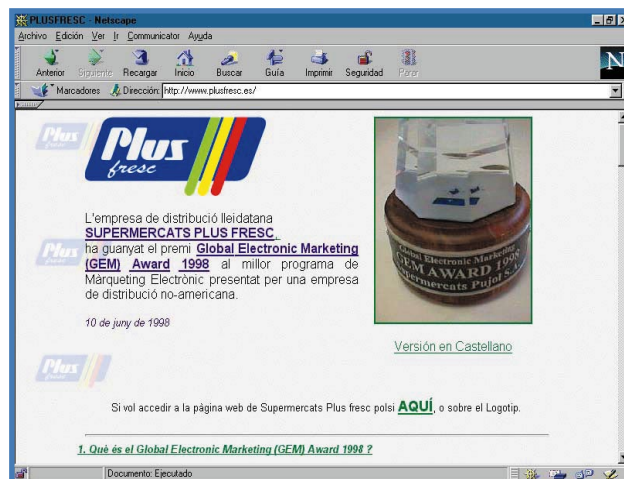 PLUSFRESC - Netscape
Archivo Edición Ver Ir Communicator Ayuda
Anterior Siguiente Recargar Inicio Buscar Guía Imprimir Seguridad Parar
N
Marcadores Dirección: http://www.plusfresc.es/
Plus
fresc
L'empresa de distribució lleidatana
SUPERMERCATS PLUS FRESC,
ha guanyat el premi Global Electronic Marketing
(GEM) Award 1998 al millor programa de
Màrqueting Electrònic presentat per una empresa
de distribució no-americana.
10 de juny de 1998
Global Electronic Marketing
GEM AWARD 1998
Supermercats Pujol S.A.
Versión en Castellano
Plus
Plus
Plus
Si vol accedir a la pàgina web de Supermercats Plus fresc polsi AQUÍ, o sobre el Logotip.
1. Què és el Global Electronic Marketing (GEM) Award 1998 ?
Documento: Ejecutado